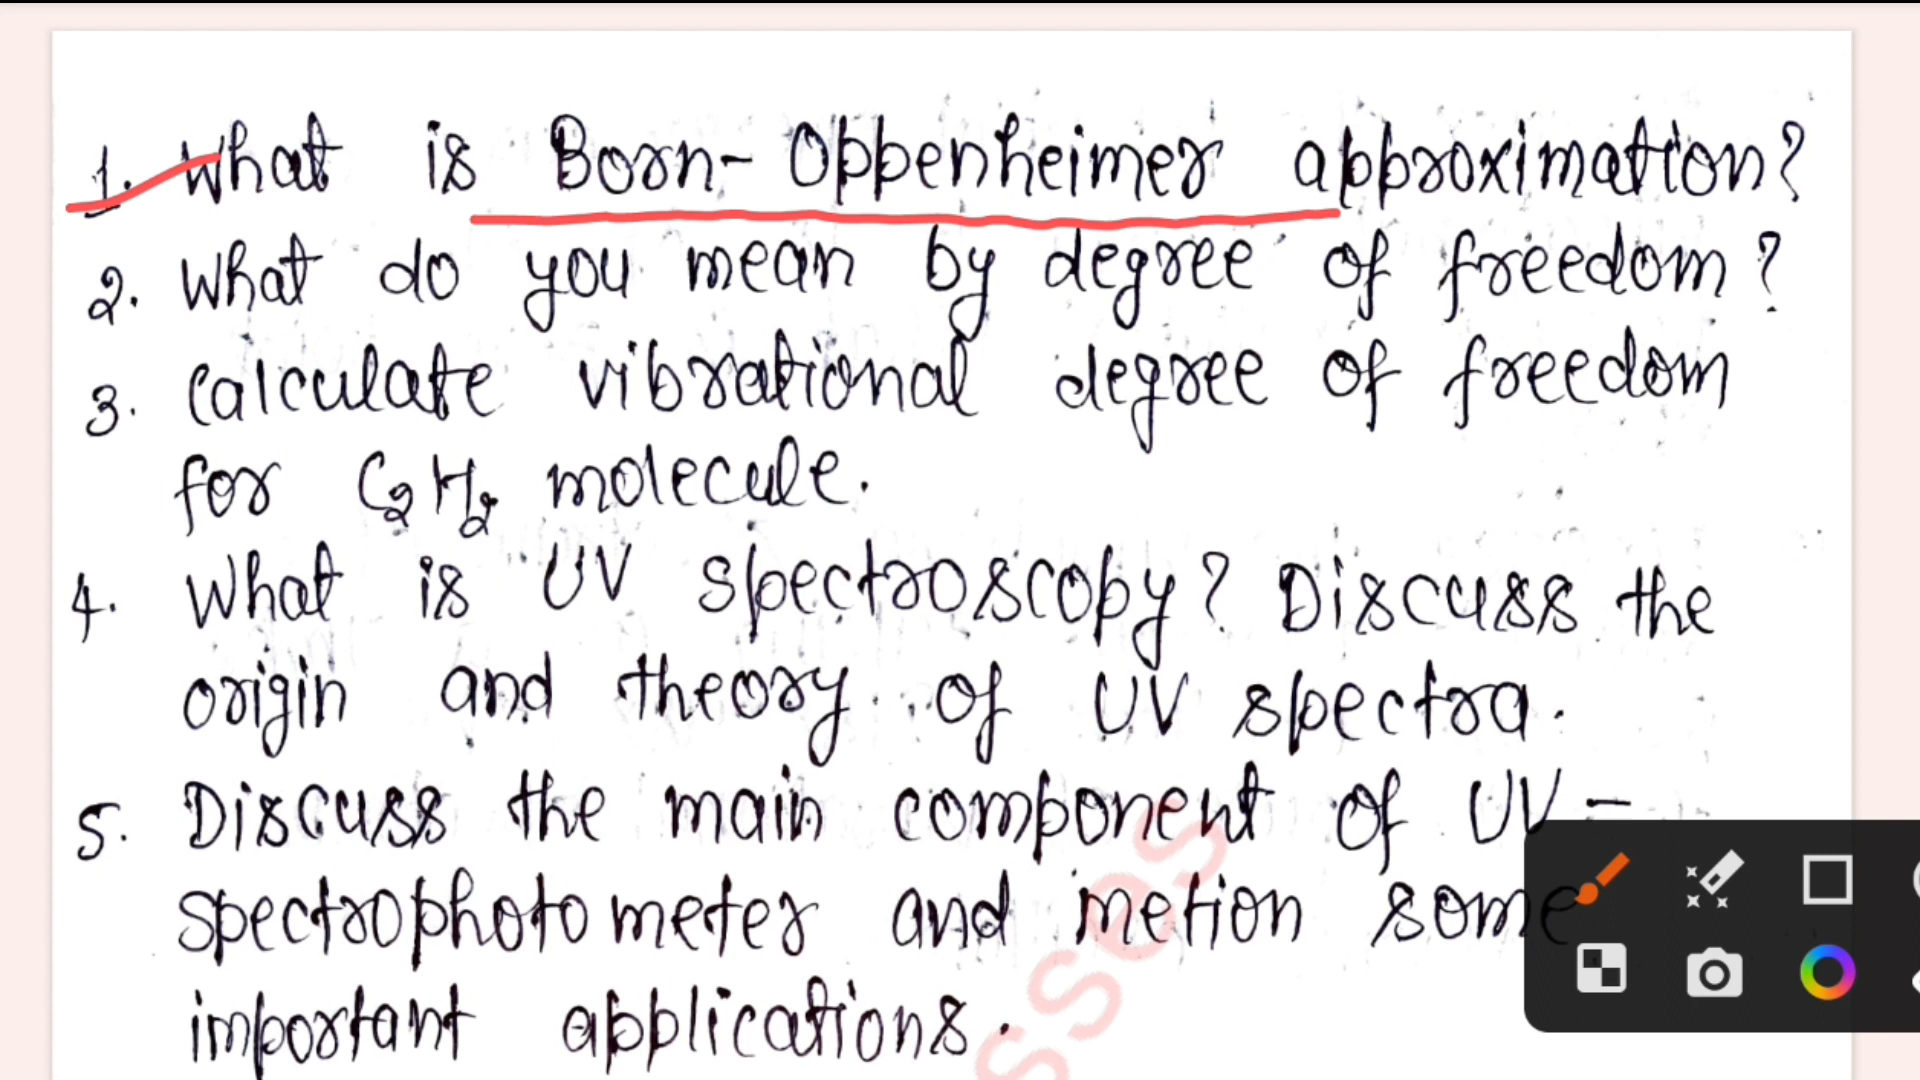 1. What is Born-Oppenheimer approximation?
2. What do you mean by degree of freedom?
3. Calculate vibrational degree of freedom
for C₂H₂ molecule.
4. What is UV spectroscopy? Discuss the
origin and theory of UV spectra.
5. Discuss the main component of UV-
spectrophotometer and metion some
important applications.
sses